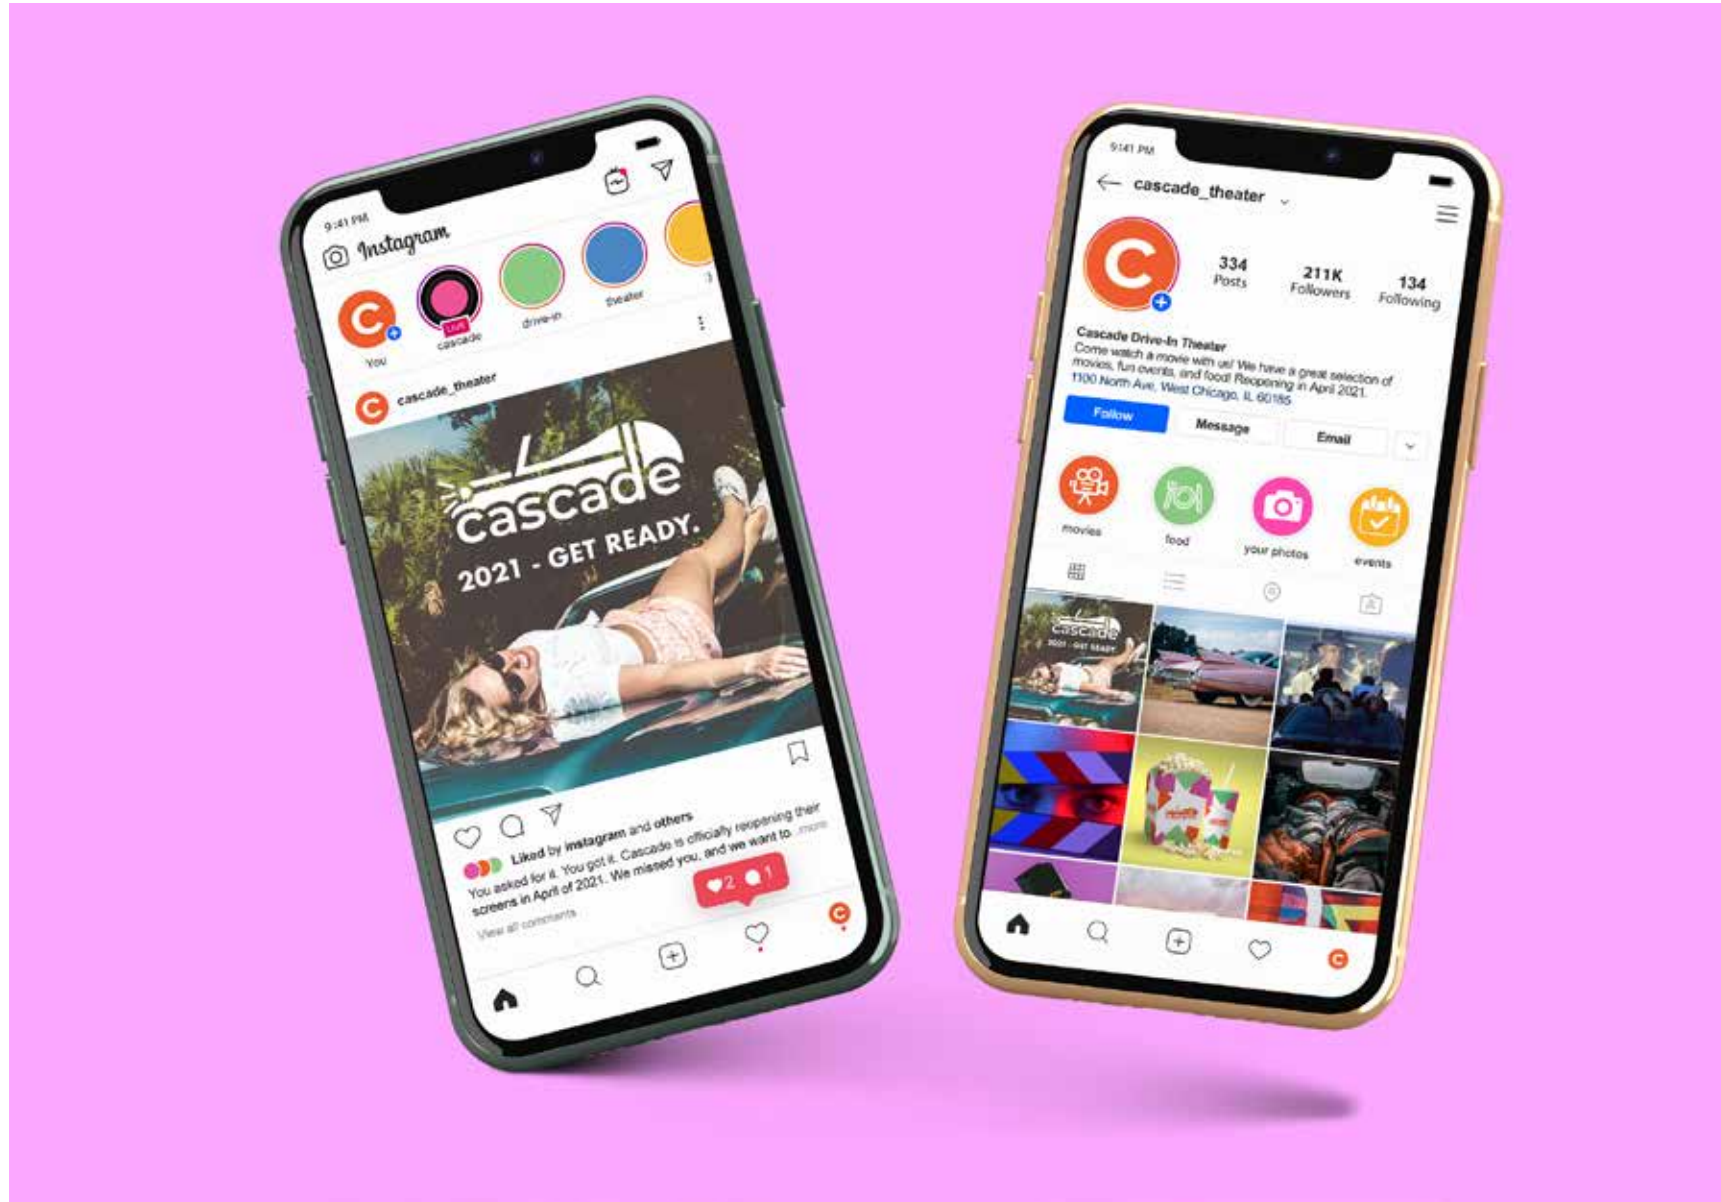 9:41 PM
Instagram
C
You
LIVE
cascade
drive-in
theater
:)
C
cascade_theater
cascade
2021 - GET READY.
Liked by instagram and others
You asked for it. You got it. Cascade is officially reopening their
screens in April of 2021. We missed you, and we want to ...more
View all comments
2 1
C
9:41 PM
cascade_theater
C
334
Posts
211K
Followers
134
Following
Cascade Drive-In Theater
Come watch a movie with us! We have a great selection of
movies, fun events, and food! Reopening in April 2021.
1100 North Ave, West Chicago, IL 60185
Follow
Message
Email
movies
food
your photos
events
cascade
2021 - GET READY
C